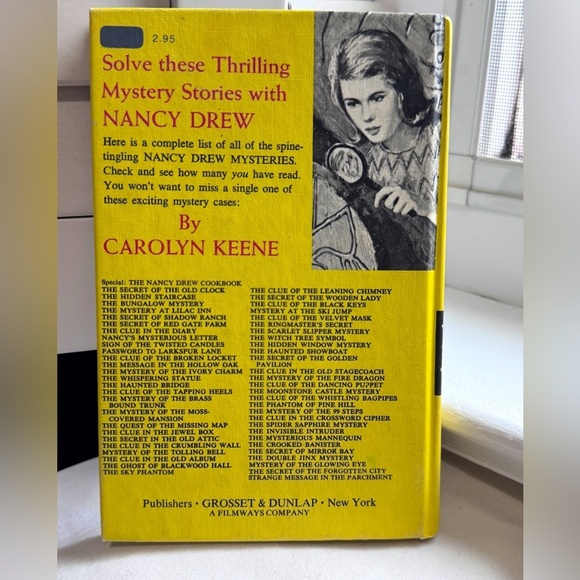 2.95
Solve these Thrilling
Mystery Stories with
NANCY DREW
Here is a complete list of all of the spine-
tingling NANCY DREW MYSTERIES.
Check and see how many you have read.
You won't want to miss a single one of
these exciting mystery cases:
By
CAROLYN KEENE
Special: THE NANCY DREW COOKBOOK
THE SECRET OF THE OLD CLOCK
THE HIDDEN STAIRCASE
THE BUNGALOW MYSTERY
THE MYSTERY AT LILAC INN
THE SECRET OF SHADOW RANCH
THE SECRET OF RED GATE FARM
THE CLUE IN THE DIARY
NANCY'S MYSTERIOUS LETTER
SIGN OF THE TWISTED CANDLES
PASSWORD TO LARKSPUR LANE
THE CLUE OF THE BROKEN LOCKET
THE MESSAGE IN THE HOLLOW OAK
THE MYSTERY OF THE IVORY CHARM
THE WHISPERING STATUE
THE HAUNTED BRIDGE
THE CLUE OF THE TAPPING HEELS
THE MYSTERY OF THE BRASS
BOUND TRUNK
THE MYSTERY OF THE MOSS-
COVERED MANSION
THE QUEST OF THE MISSING MAP
THE CLUE IN THE JEWEL BOX
THE SECRET IN THE OLD ATTIC
THE CLUE IN THE CRUMBLING WALL
MYSTERY OF THE TOLLING BELL
THE CLUE IN THE OLD ALBUM
THE GHOST OF BLACKWOOD HALL
THE SKY PHANTOM
THE CLUE OF THE LEANING CHIMNEY
THE SECRET OF THE WOODEN LADY
THE CLUE OF THE BLACK KEYS
MYSTERY AT THE SKI JUMP
THE CLUE OF THE VELVET MASK
THE RINGMASTER'S SECRET
THE SCARLET SLIPPER MYSTERY
THE WITCH TREE SYMBOL
THE HIDDEN WINDOW MYSTERY
THE HAUNTED SHOWBOAT
THE SECRET OF THE GOLDEN
PAVILION
THE CLUE IN THE OLD STAGECOACH
THE MYSTERY OF THE FIRE DRAGON
THE CLUE OF THE DANCING PUPPET
THE MOONSTONE CASTLE MYSTERY
THE CLUE OF THE WHISTLING BAGPIPES
THE PHANTOM OF PINE HILL
THE MYSTERY OF THE 99 STEPS
THE CLUE IN THE CROSSWORD CIPHER
THE SPIDER SAPPHIRE MYSTERY
THE INVISIBLE INTRUDER
THE MYSTERIOUS MANNEQUIN
THE CROOKED BANISTER
THE SECRET OF MIRROR BAY
THE DOUBLE JINX MYSTERY
MYSTERY OF THE GLOWING EYE
THE SECRET OF THE FORGOTTEN CITY
STRANGE MESSAGE IN THE PARCHMENT
Publishers • GROSSET & DUNLAP • New York
A FILMWAYS COMPANY